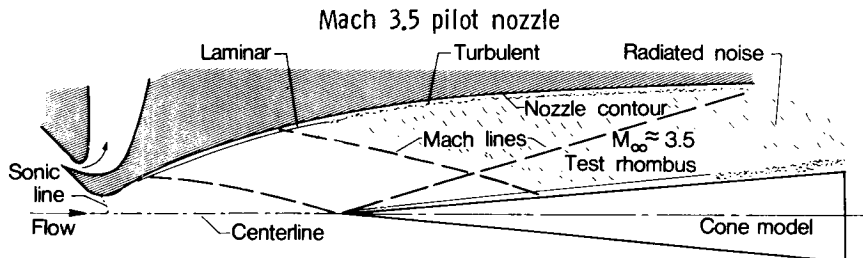 Mach 3.5 pilot nozzle
Laminar
Turbulent
Radiated noise
Nozzle contour
Mach lines
M∞≈ 3.5
Test rhombus
Sonic
line
Flow
Centerline
Cone model